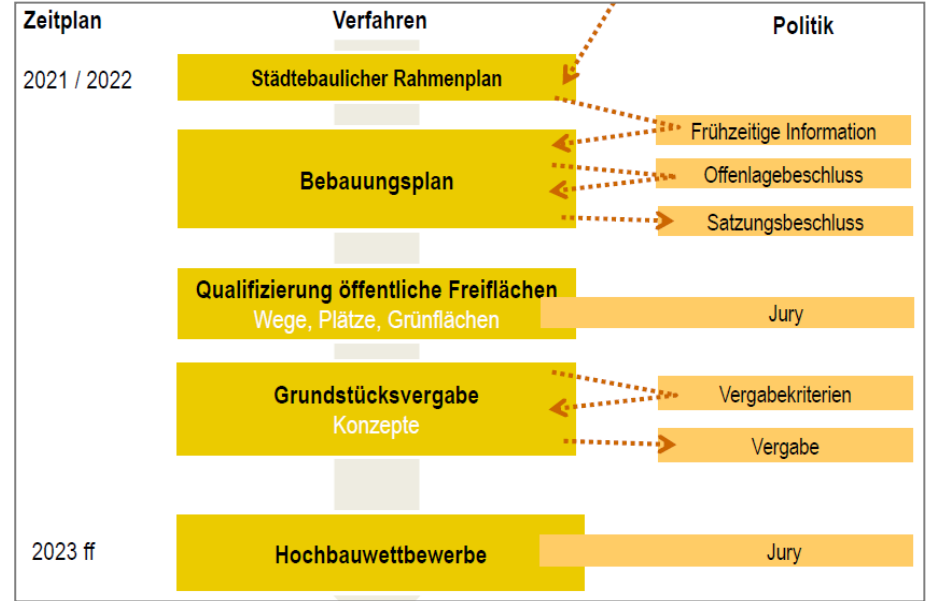 Zeitplan
Verfahren
Politik
2021 / 2022
Städtebaulicher Rahmenplan
Frühzeitige Information
Bebauungsplan
Offenlagebeschluss
Satzungsbeschluss
Qualifizierung öffentliche Freiflächen
Wege, Plätze, Grünflächen
Jury
Grundstücksvergabe
Konzepte
Vergabekriterien
Vergabe
2023 ff
Hochbauwettbewerbe
Jury